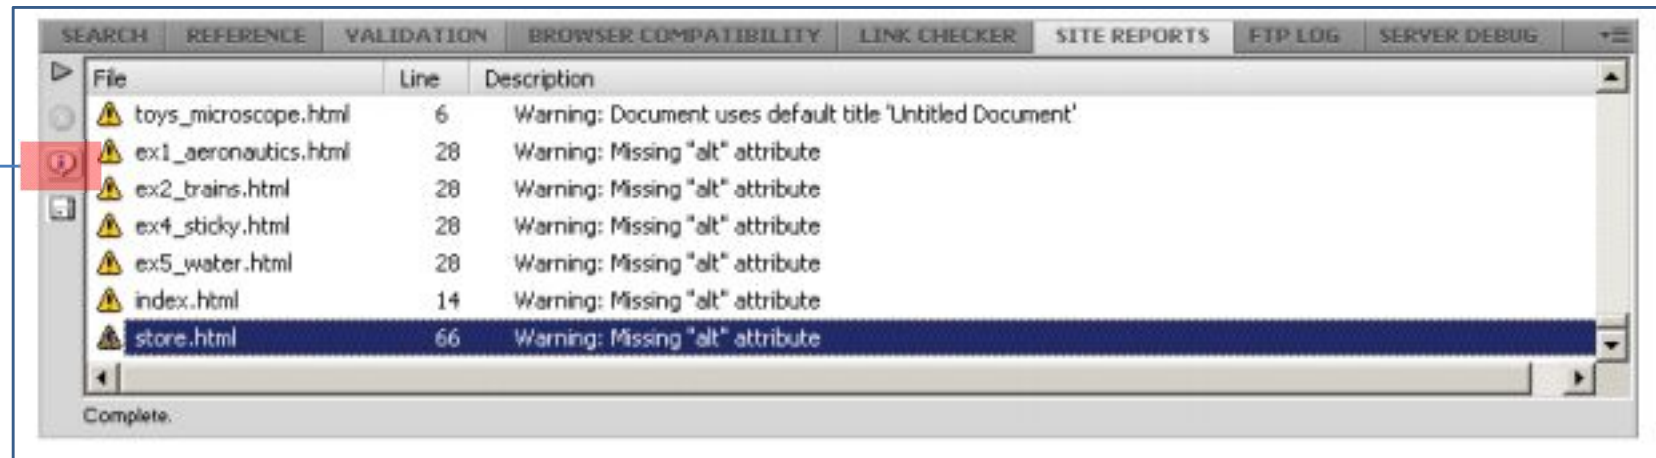 SEARCH REFERENCE VALIDATION BROWSER COMPATIBILITY LINK CHECKER SITE REPORTS FTP LOG SERVER DEBUG
File Line Description
toys_microscope.html 6 Warning: Document uses default title 'Untitled Document'
ex1_aeronautics.html 28 Warning: Missing "alt" attribute
ex2_trains.html 28 Warning: Missing "alt" attribute
ex4_sticky.html 28 Warning: Missing "alt" attribute
ex5_water.html 28 Warning: Missing "alt" attribute
index.html 14 Warning: Missing "alt" attribute
store.html 66 Warning: Missing "alt" attribute
Complete.